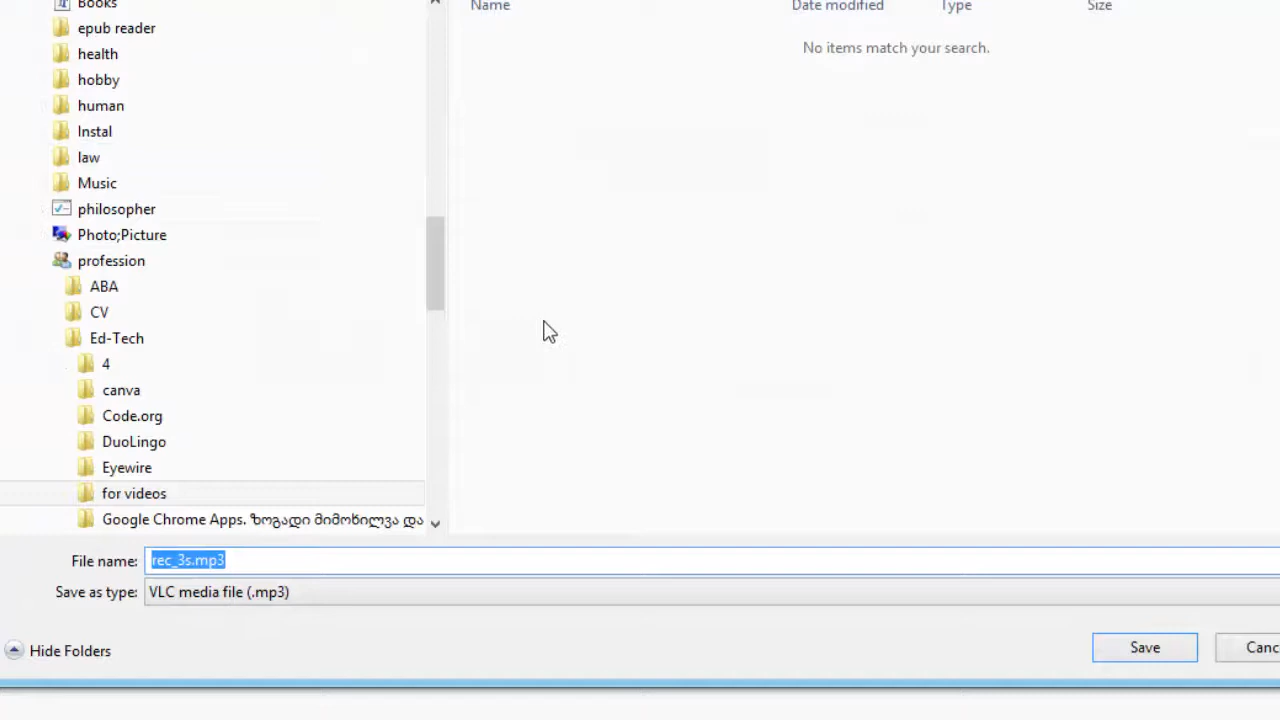 Books
epub reader
health
hobby
human
Instal
law
Music
philosopher
Photo;Picture
profession
ABA
CV
Ed-Tech
4
canva
Code.org
DuoLingo
Eyewire
for videos
Google Chrome Apps. ზოგადი მიმოხილვა და
Name Date modified Type Size
No items match your search.
File name: rec_3s.mp3
Save as type: VLC media file (.mp3)
Hide Folders
Save Canc